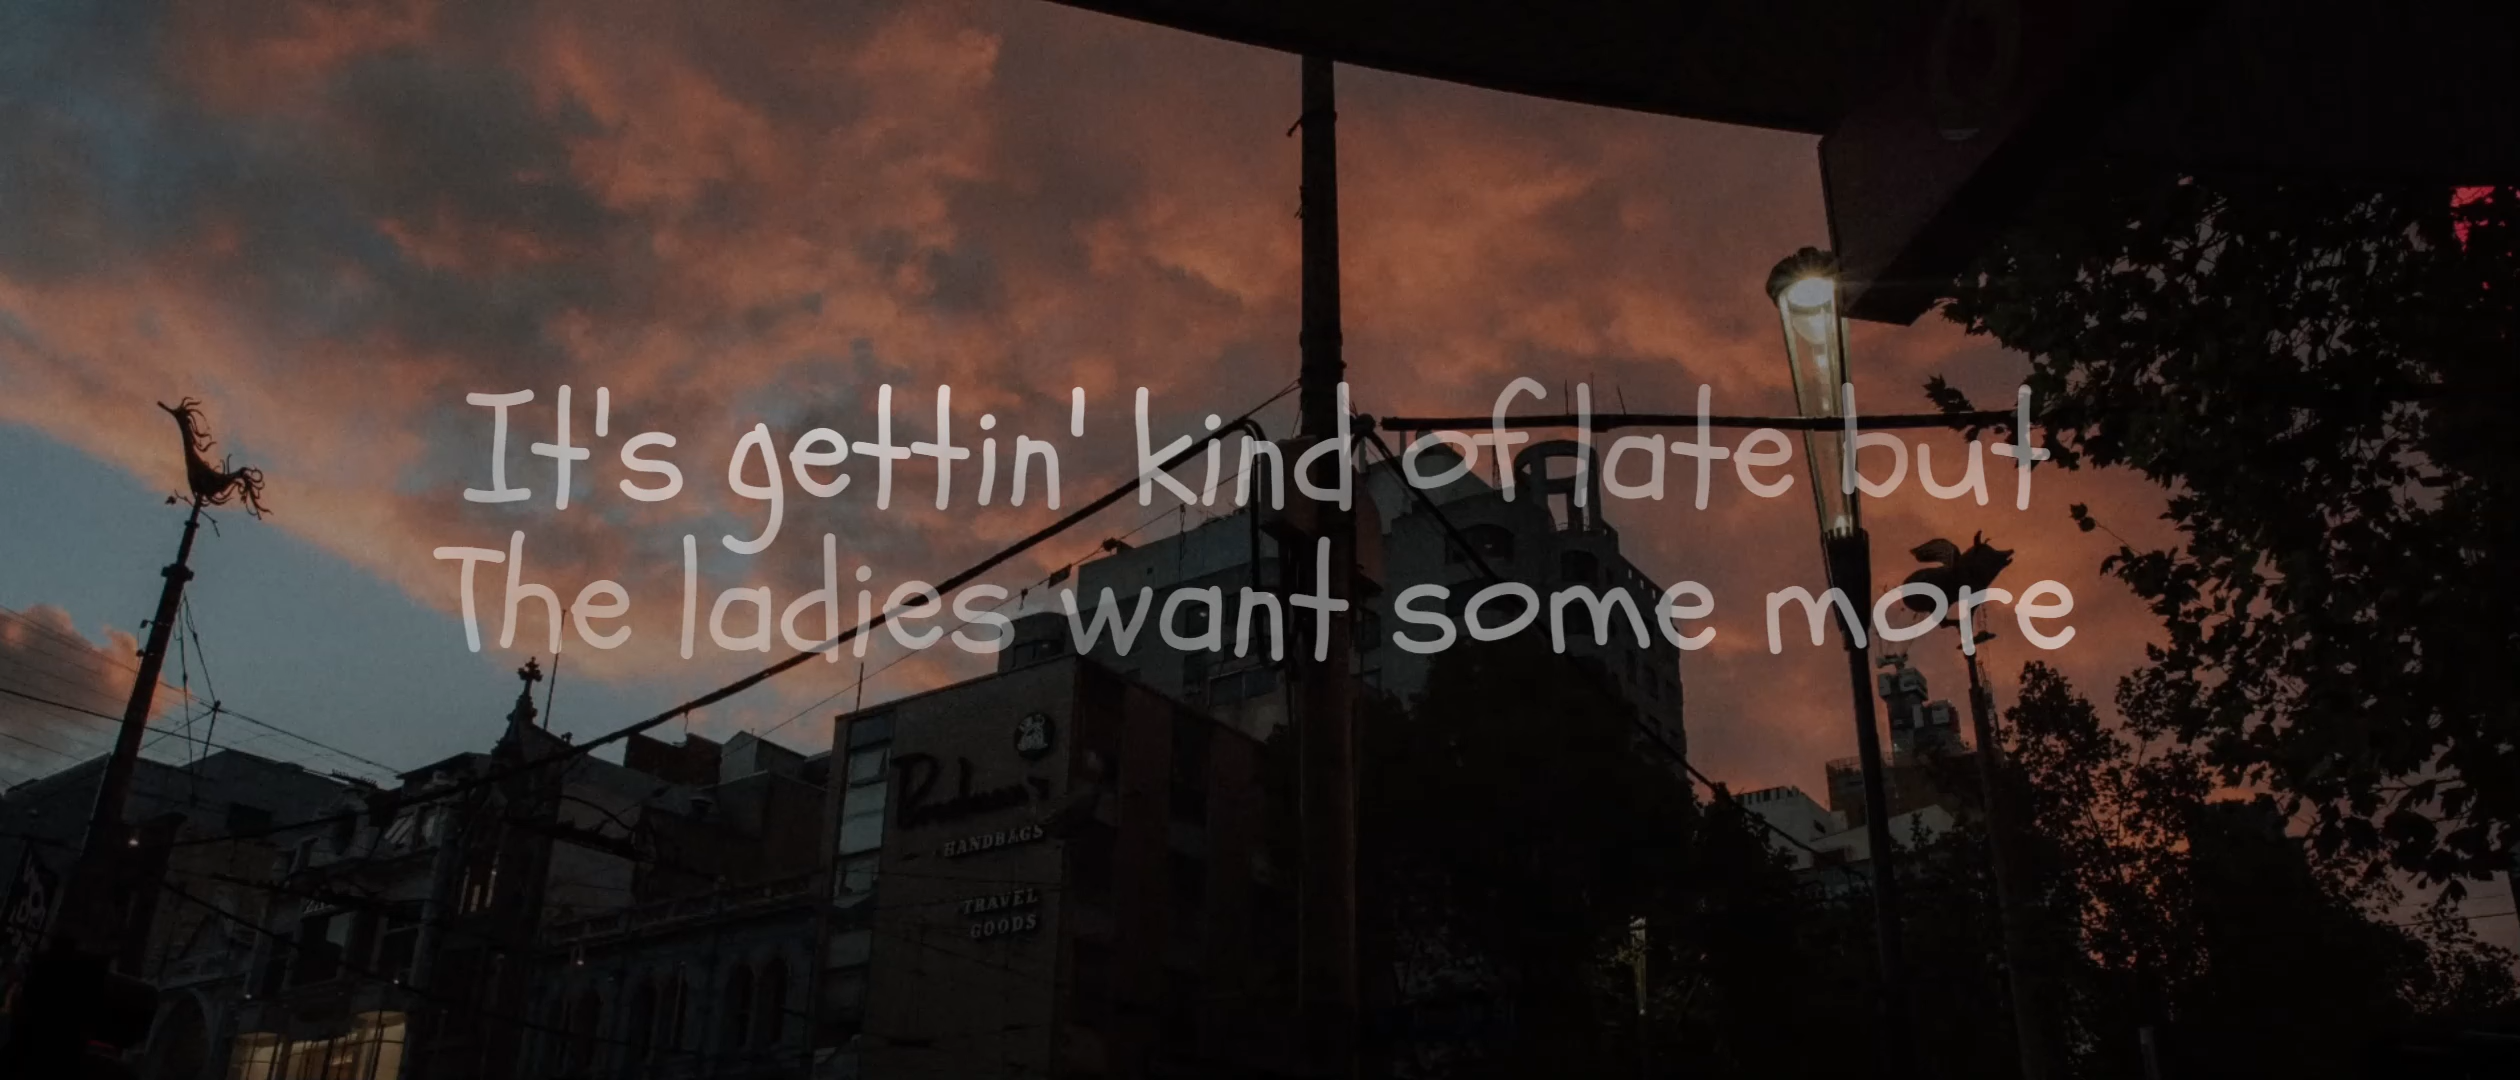 It's gettin' kind of late but
The ladies want some more
HANDBAGS
TRAVEL
GOODS